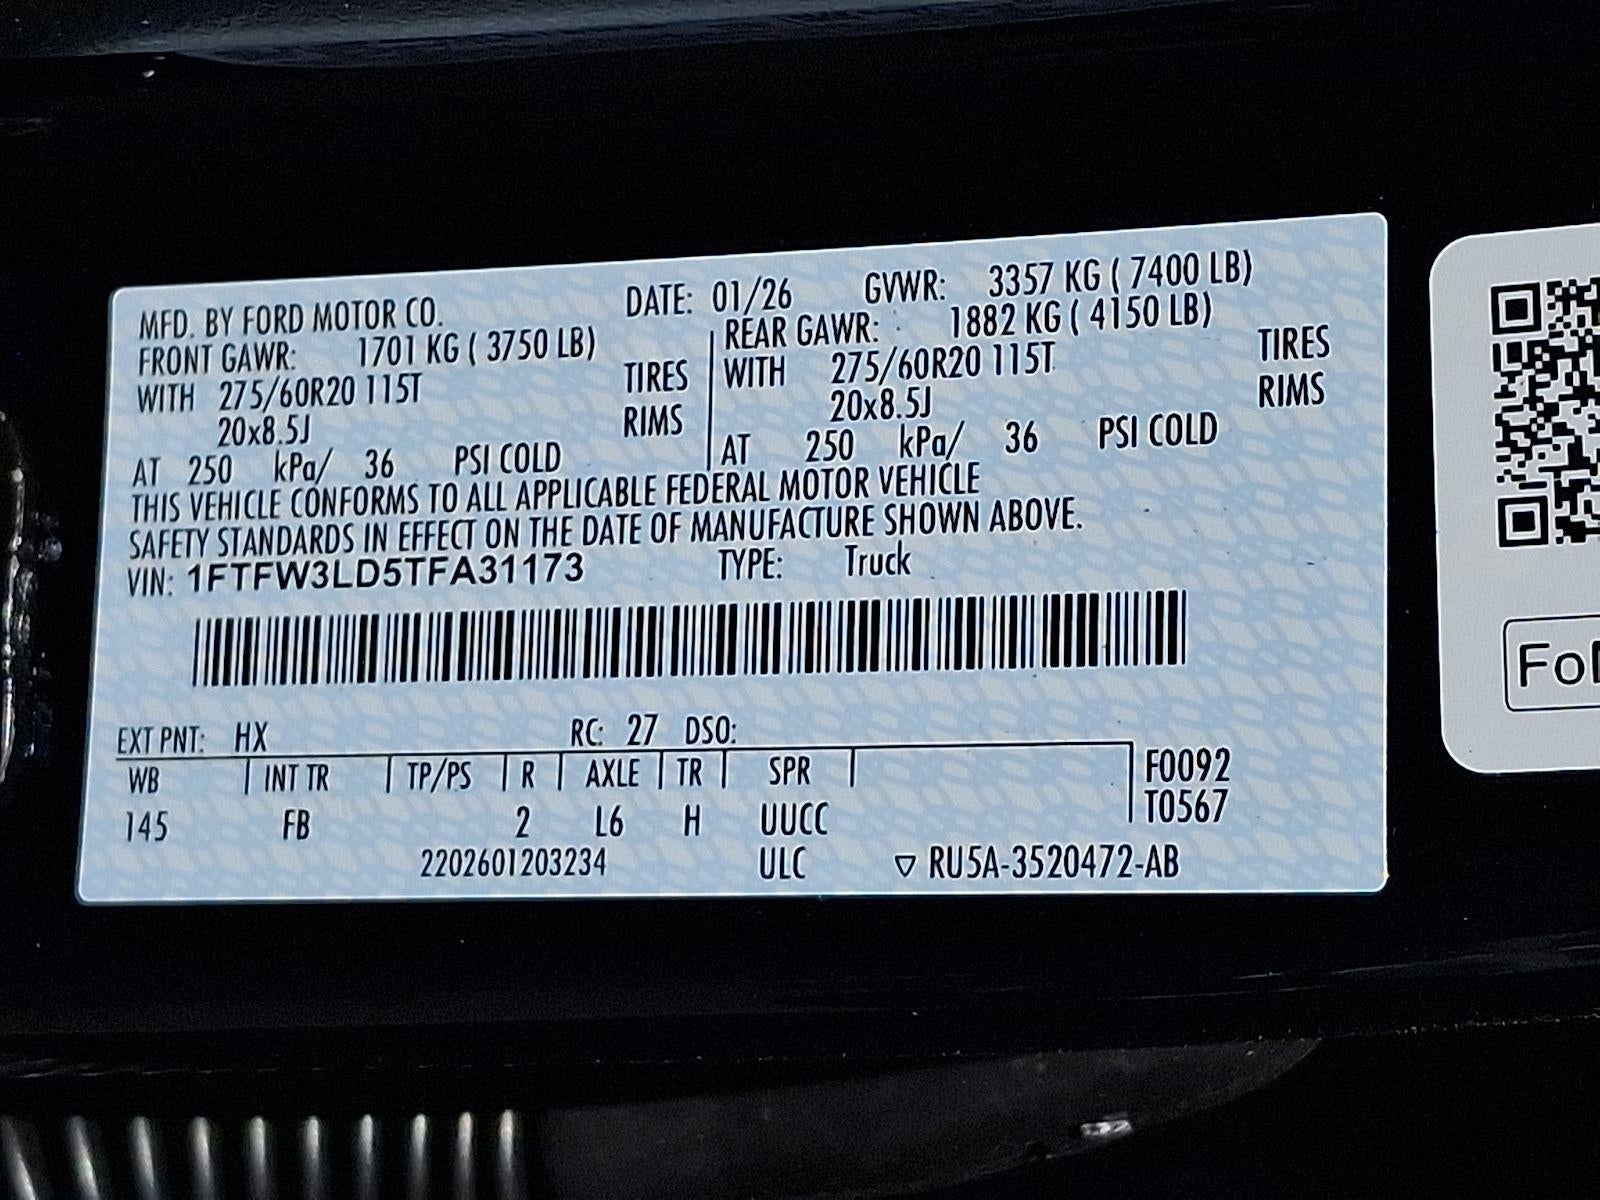 MFD. BY FORD MOTOR CO. DATE: 01/26 GVWR: 3357 KG ( 7400 LB)
FRONT GAWR: 1701 KG ( 3750 LB) REAR GAWR: 1882 KG ( 4150 LB)
WITH 275/60R20 115T TIRES WITH 275/60R20 115T TIRES
20x8.5J RIMS 20x8.5J RIMS
AT 250 kPa/ 36 PSI COLD AT 250 kPa/ 36 PSI COLD
THIS VEHICLE CONFORMS TO ALL APPLICABLE FEDERAL MOTOR VEHICLE
SAFETY STANDARDS IN EFFECT ON THE DATE OF MANUFACTURE SHOWN ABOVE.
VIN: 1FTFW3LD5TFA31173 TYPE: Truck
EXT PNT: HX RC: 27 DSO:
WB INT TR TP/PS R AXLE TR SPR F0092
145 FB 2 L6 H UUCC T0567
2202601203234 ULC ▽ RU5A-3520472-AB